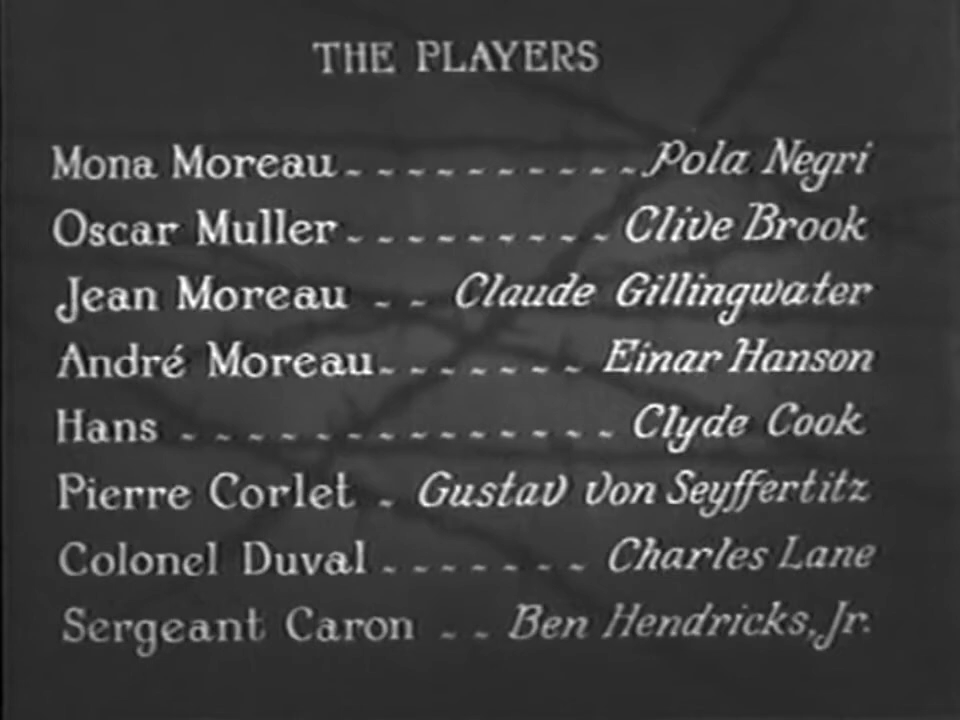 THE PLAYERS
Mona Moreau - - - - - - - - - - Pola Negri
Oscar Muller - - - - - - - - - Clive Brook
Jean Moreau - - Claude Gillingwater
André Moreau - - - - - - - Einar Hanson
Hans - - - - - - - - - - - - - - Clyde Cook
Pierre Corlet - Gustav von Seyffertitz
Colonel Duval - - - - - - - Charles Lane
Sergeant Caron - - Ben Hendricks, Jr.